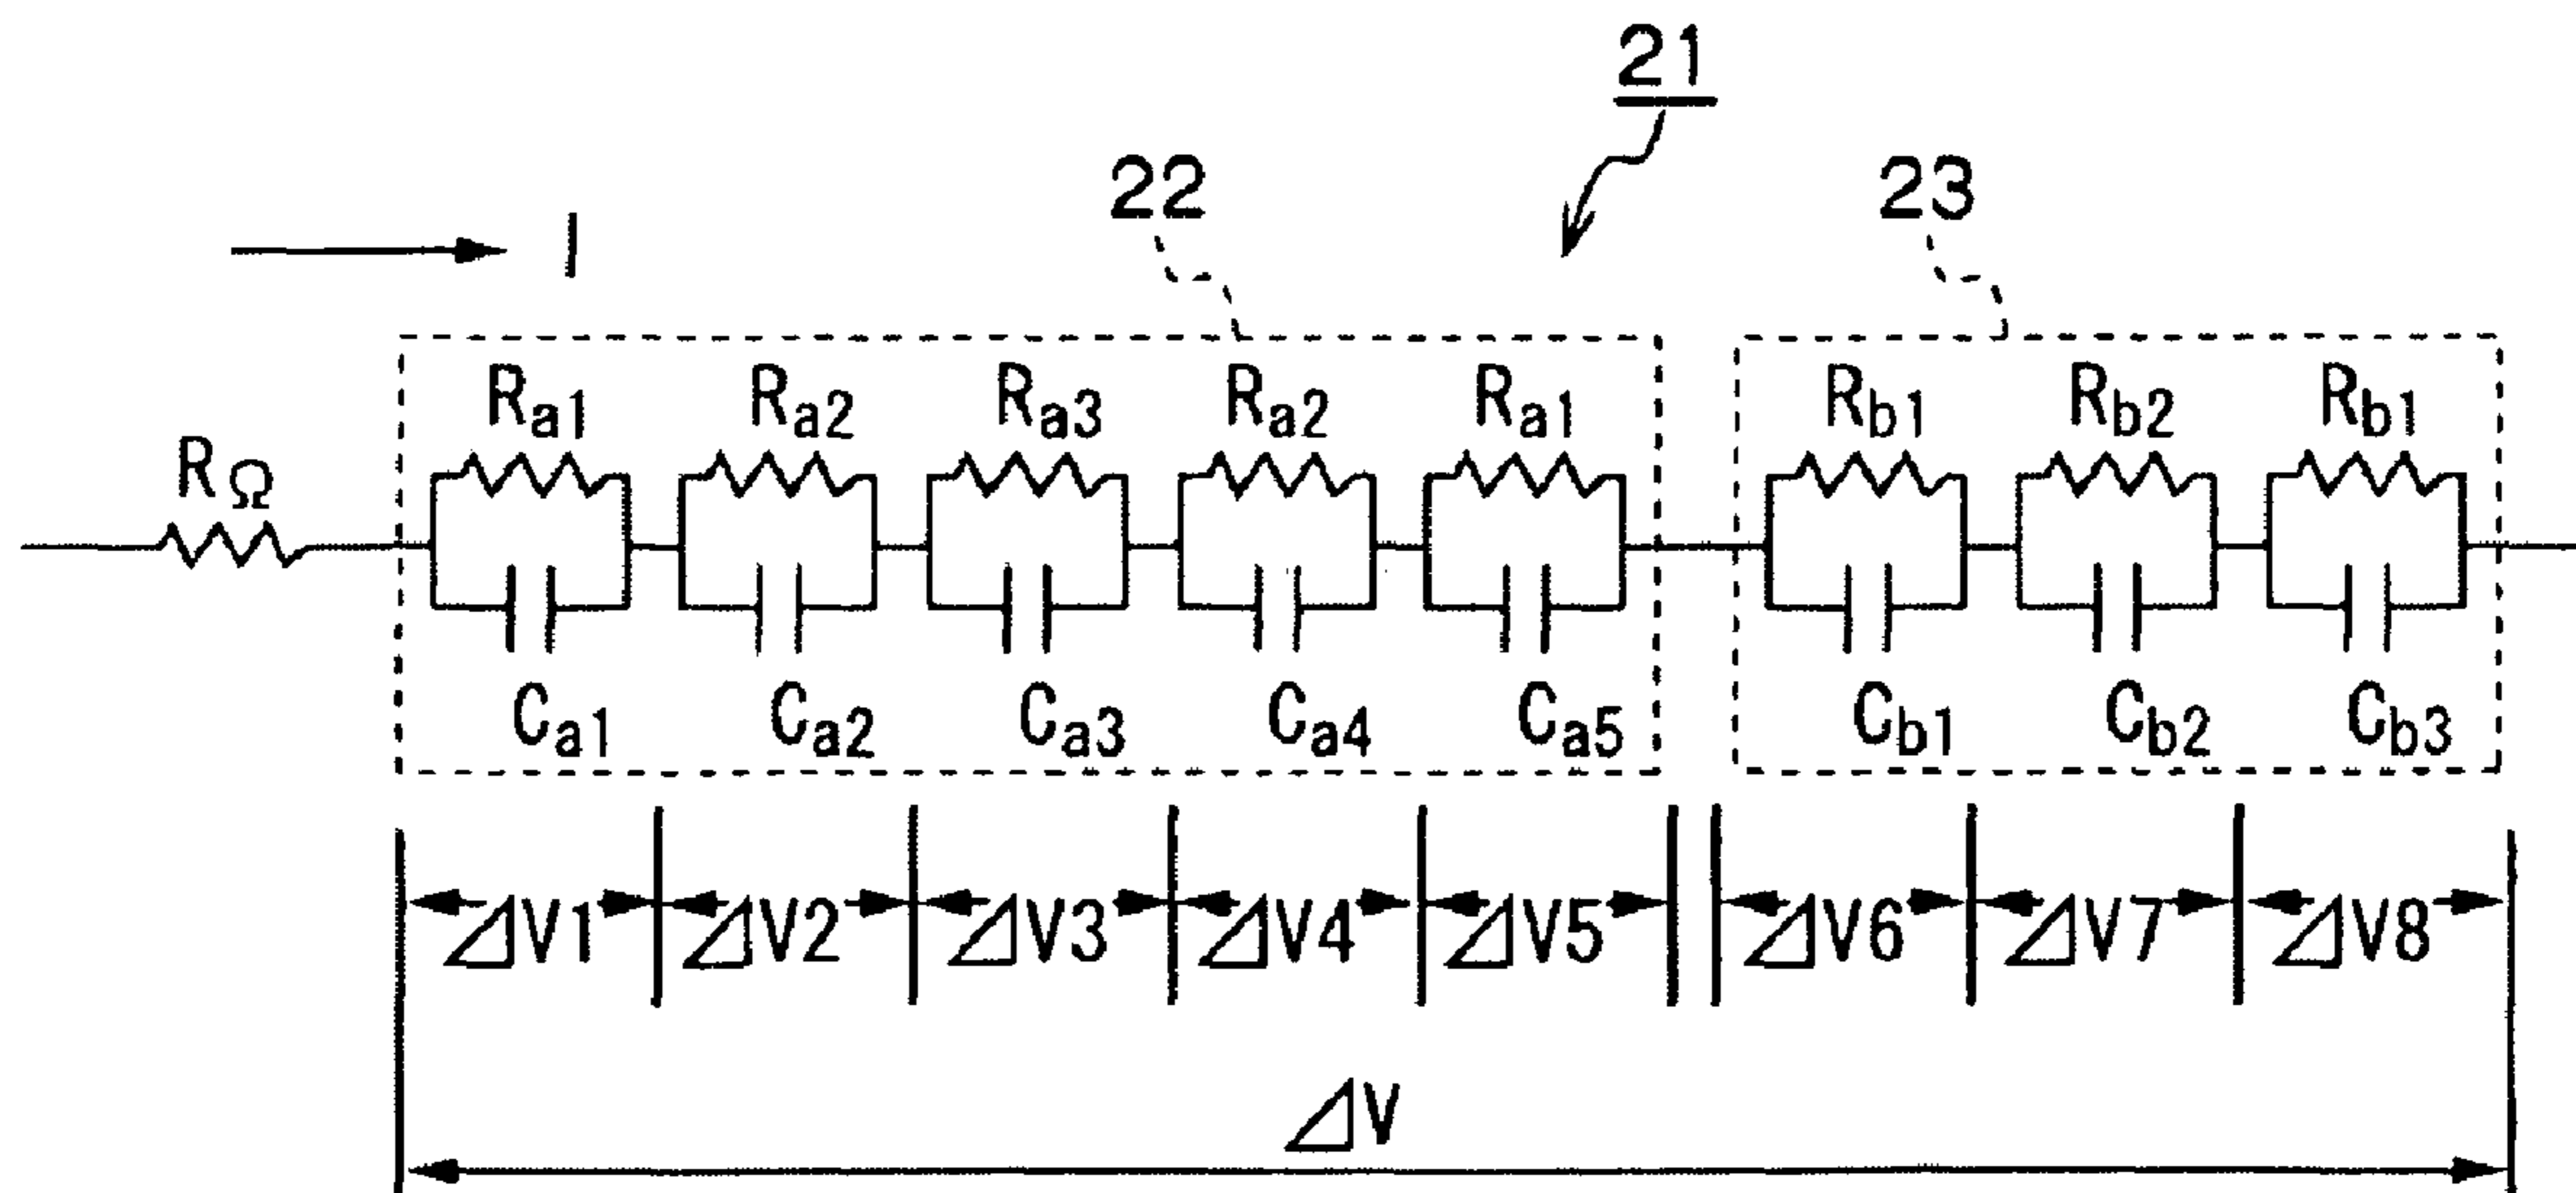 21
22 23
I
Ra1 Ra2 Ra3 Ra2 Ra1 Rb1 Rb2 Rb1
RΩ
Ca1 Ca2 Ca3 Ca4 Ca5 Cb1 Cb2 Cb3
⊿V1 ⊿V2 ⊿V3 ⊿V4 ⊿V5 ⊿V6 ⊿V7 ⊿V8
⊿V